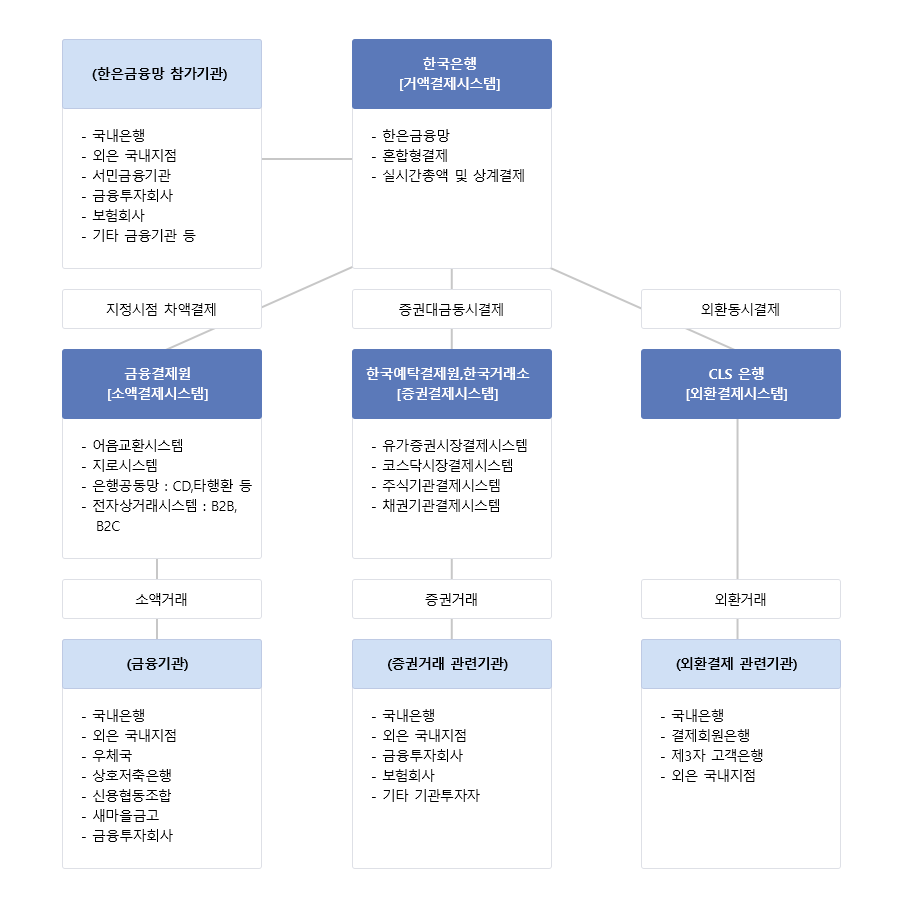 (한은금융망 참가기관)
- 국내은행
- 외은 국내지점
- 서민금융기관
- 금융투자회사
- 보험회사
- 기타 금융기관 등
한국은행
[거액결제시스템]
- 한은금융망
- 혼합형결제
- 실시간총액 및 상계결제
지정시점 차액결제
증권대금동시결제
외환동시결제
금융결제원
[소액결제시스템]
- 어음교환시스템
- 지로시스템
- 은행공동망 : CD,타행환 등
- 전자상거래시스템 : B2B,
B2C
한국예탁결제원,한국거래소
[증권결제시스템]
- 유가증권시장결제시스템
- 코스닥시장결제시스템
- 주식기관결제시스템
- 채권기관결제시스템
CLS 은행
[외환결제시스템]
소액거래
증권거래
외환거래
(금융기관)
- 국내은행
- 외은 국내지점
- 우체국
- 상호저축은행
- 신용협동조합
- 새마을금고
- 금융투자회사
(증권거래 관련기관)
- 국내은행
- 외은 국내지점
- 금융투자회사
- 보험회사
- 기타 기관투자자
(외환결제 관련기관)
- 국내은행
- 결제회원은행
- 제3자 고객은행
- 외은 국내지점